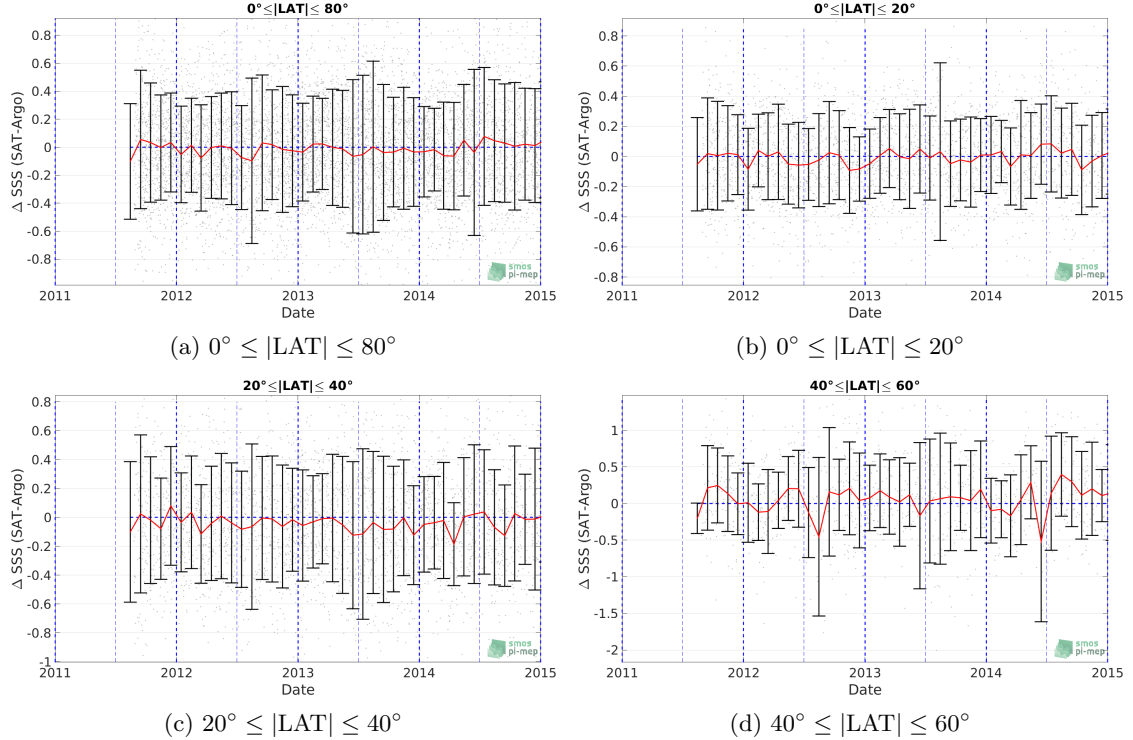 0°≤|LAT|≤ 80°
Δ SSS (SAT-Argo)
0.8
0.6
0.4
0.2
0
-0.2
-0.4
-0.6
-0.8
2011
2012
2013
2014
2015
Date
smos
pi-mep
(a) 0° ≤ |LAT| ≤ 80°
0°≤|LAT|≤ 20°
Δ SSS (SAT-Argo)
0.8
0.6
0.4
0.2
0
-0.2
-0.4
-0.6
-0.8
2011
2012
2013
2014
2015
Date
smos
pi-mep
(b) 0° ≤ |LAT| ≤ 20°
20°≤|LAT|≤ 40°
Δ SSS (SAT-Argo)
0.8
0.6
0.4
0.2
0
-0.2
-0.4
-0.6
-0.8
-1
2011
2012
2013
2014
2015
Date
smos
pi-mep
(c) 20° ≤ |LAT| ≤ 40°
40°≤|LAT|≤ 60°
Δ SSS (SAT-Argo)
1
0.5
0
-0.5
-1
-1.5
-2
2011
2012
2013
2014
2015
Date
smos
pi-mep
(d) 40° ≤ |LAT| ≤ 60°